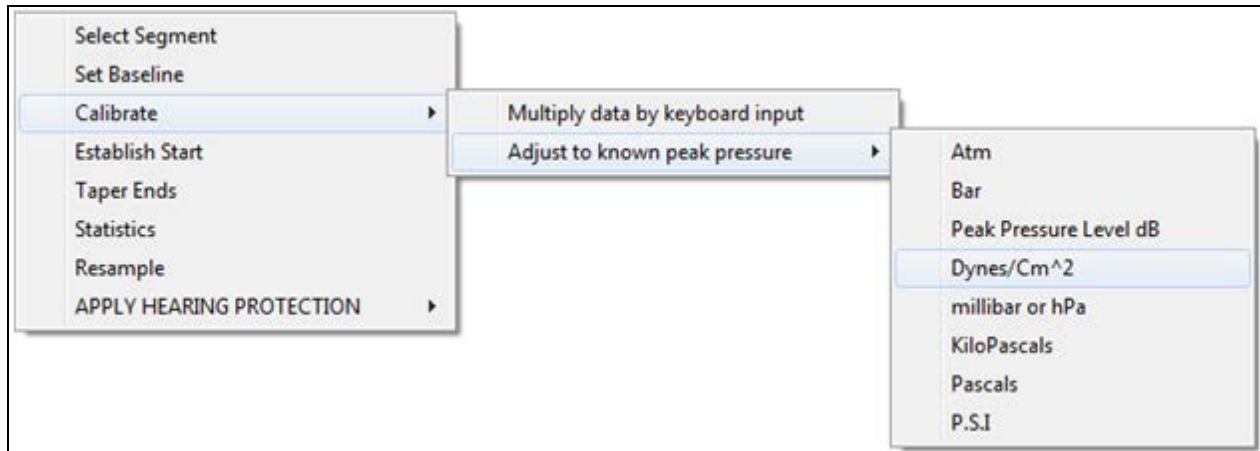 Select Segment
Set Baseline
Calibrate
Establish Start
Taper Ends
Statistics
Resample
APPLY HEARING PROTECTION
Multiply data by keyboard input
Adjust to known peak pressure
Atm
Bar
Peak Pressure Level dB
Dynes/Cm^2
millibar or hPa
KiloPascals
Pascals
P.S.I